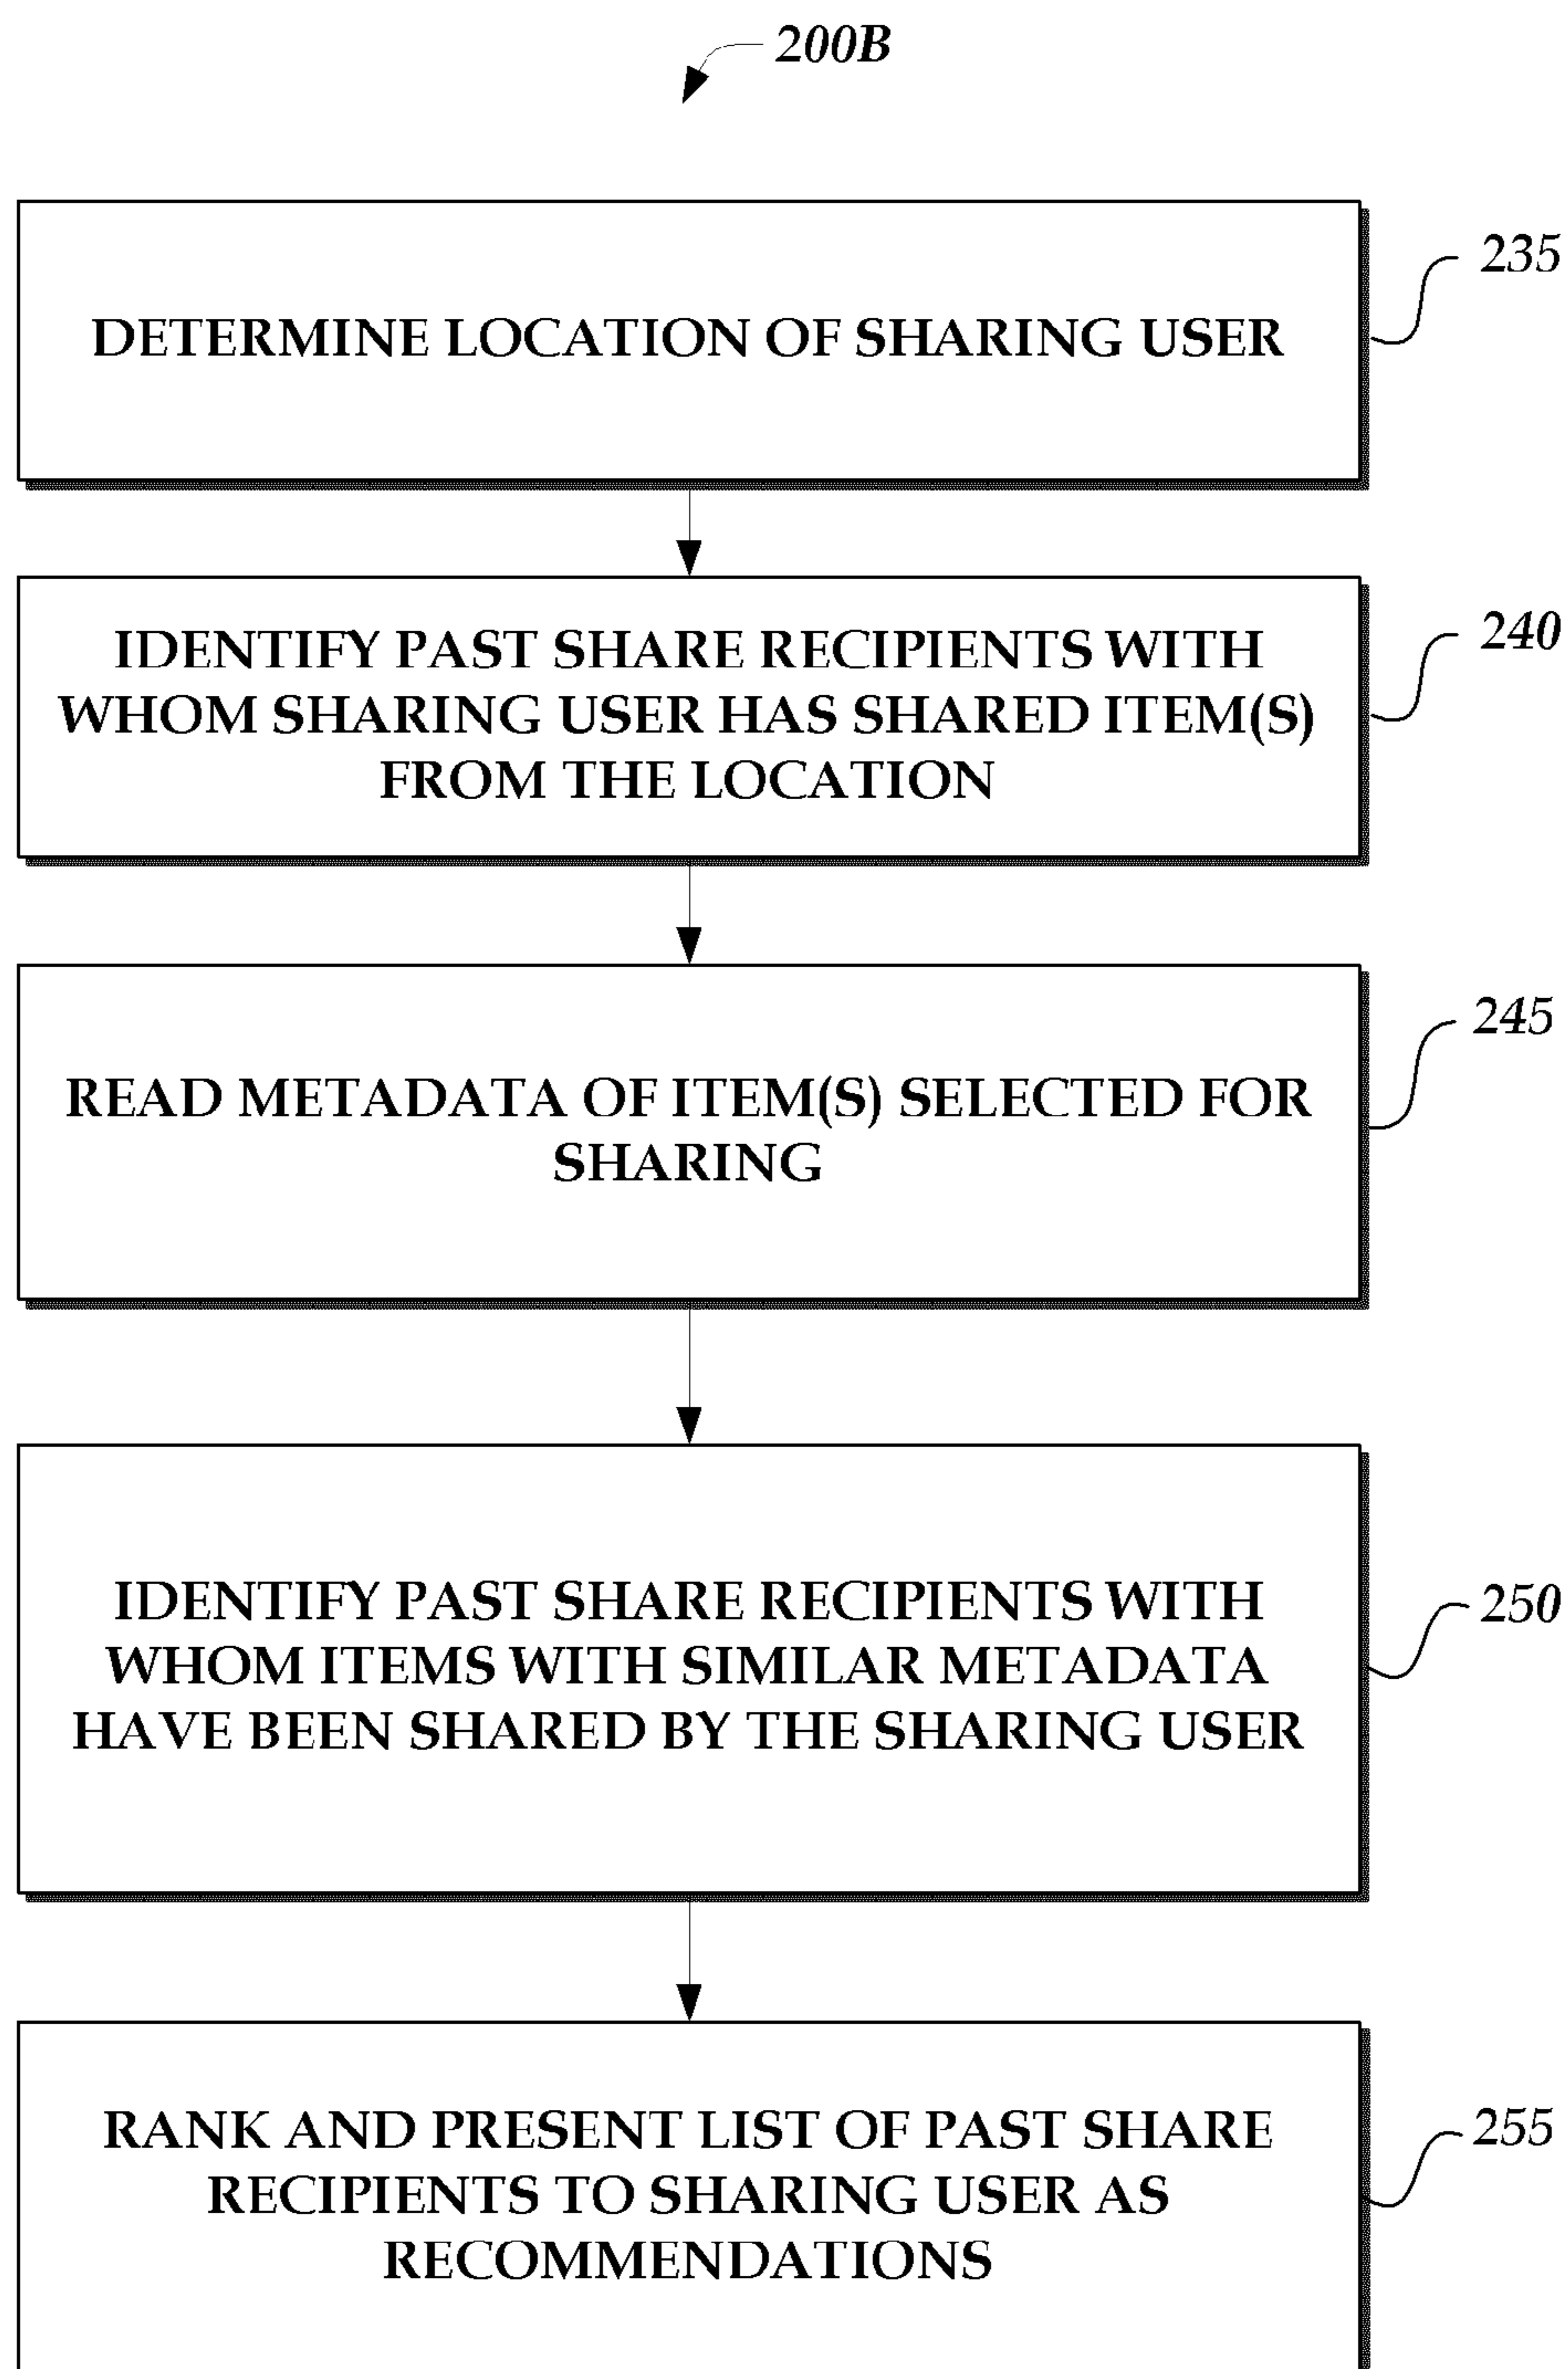 200B
DETERMINE LOCATION OF SHARING USER
235
IDENTIFY PAST SHARE RECIPIENTS WITH
WHOM SHARING USER HAS SHARED ITEM(S)
FROM THE LOCATION
240
READ METADATA OF ITEM(S) SELECTED FOR
SHARING
245
IDENTIFY PAST SHARE RECIPIENTS WITH
WHOM ITEMS WITH SIMILAR METADATA
HAVE BEEN SHARED BY THE SHARING USER
250
RANK AND PRESENT LIST OF PAST SHARE
RECIPIENTS TO SHARING USER AS
RECOMMENDATIONS
255